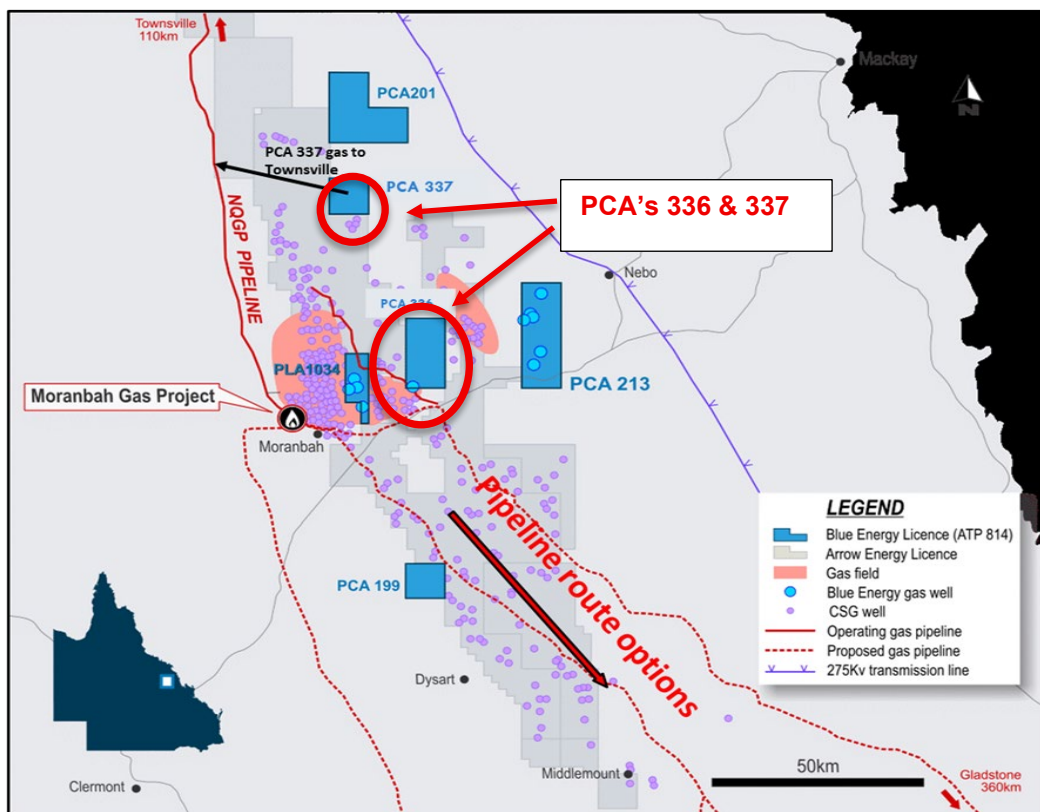 Townsville
110km
Mackay
PCA201
N
PCA 337 gas to
Townsville
PCA 337
PCA's 336 & 337
NQGP PIPELINE
Nebo
PCA 336
PLA1034
PCA 213
Moranbah Gas Project
Moranbah
Pipeline route options
PCA 199
LEGEND
Blue Energy Licence (ATP 814)
Arrow Energy Licence
Gas field
Blue Energy gas well
CSG well
Operating gas pipeline
Proposed gas pipeline
275Kv transmission line
Dysart
Middlemount
50km
Clermont
Gladstone
360km